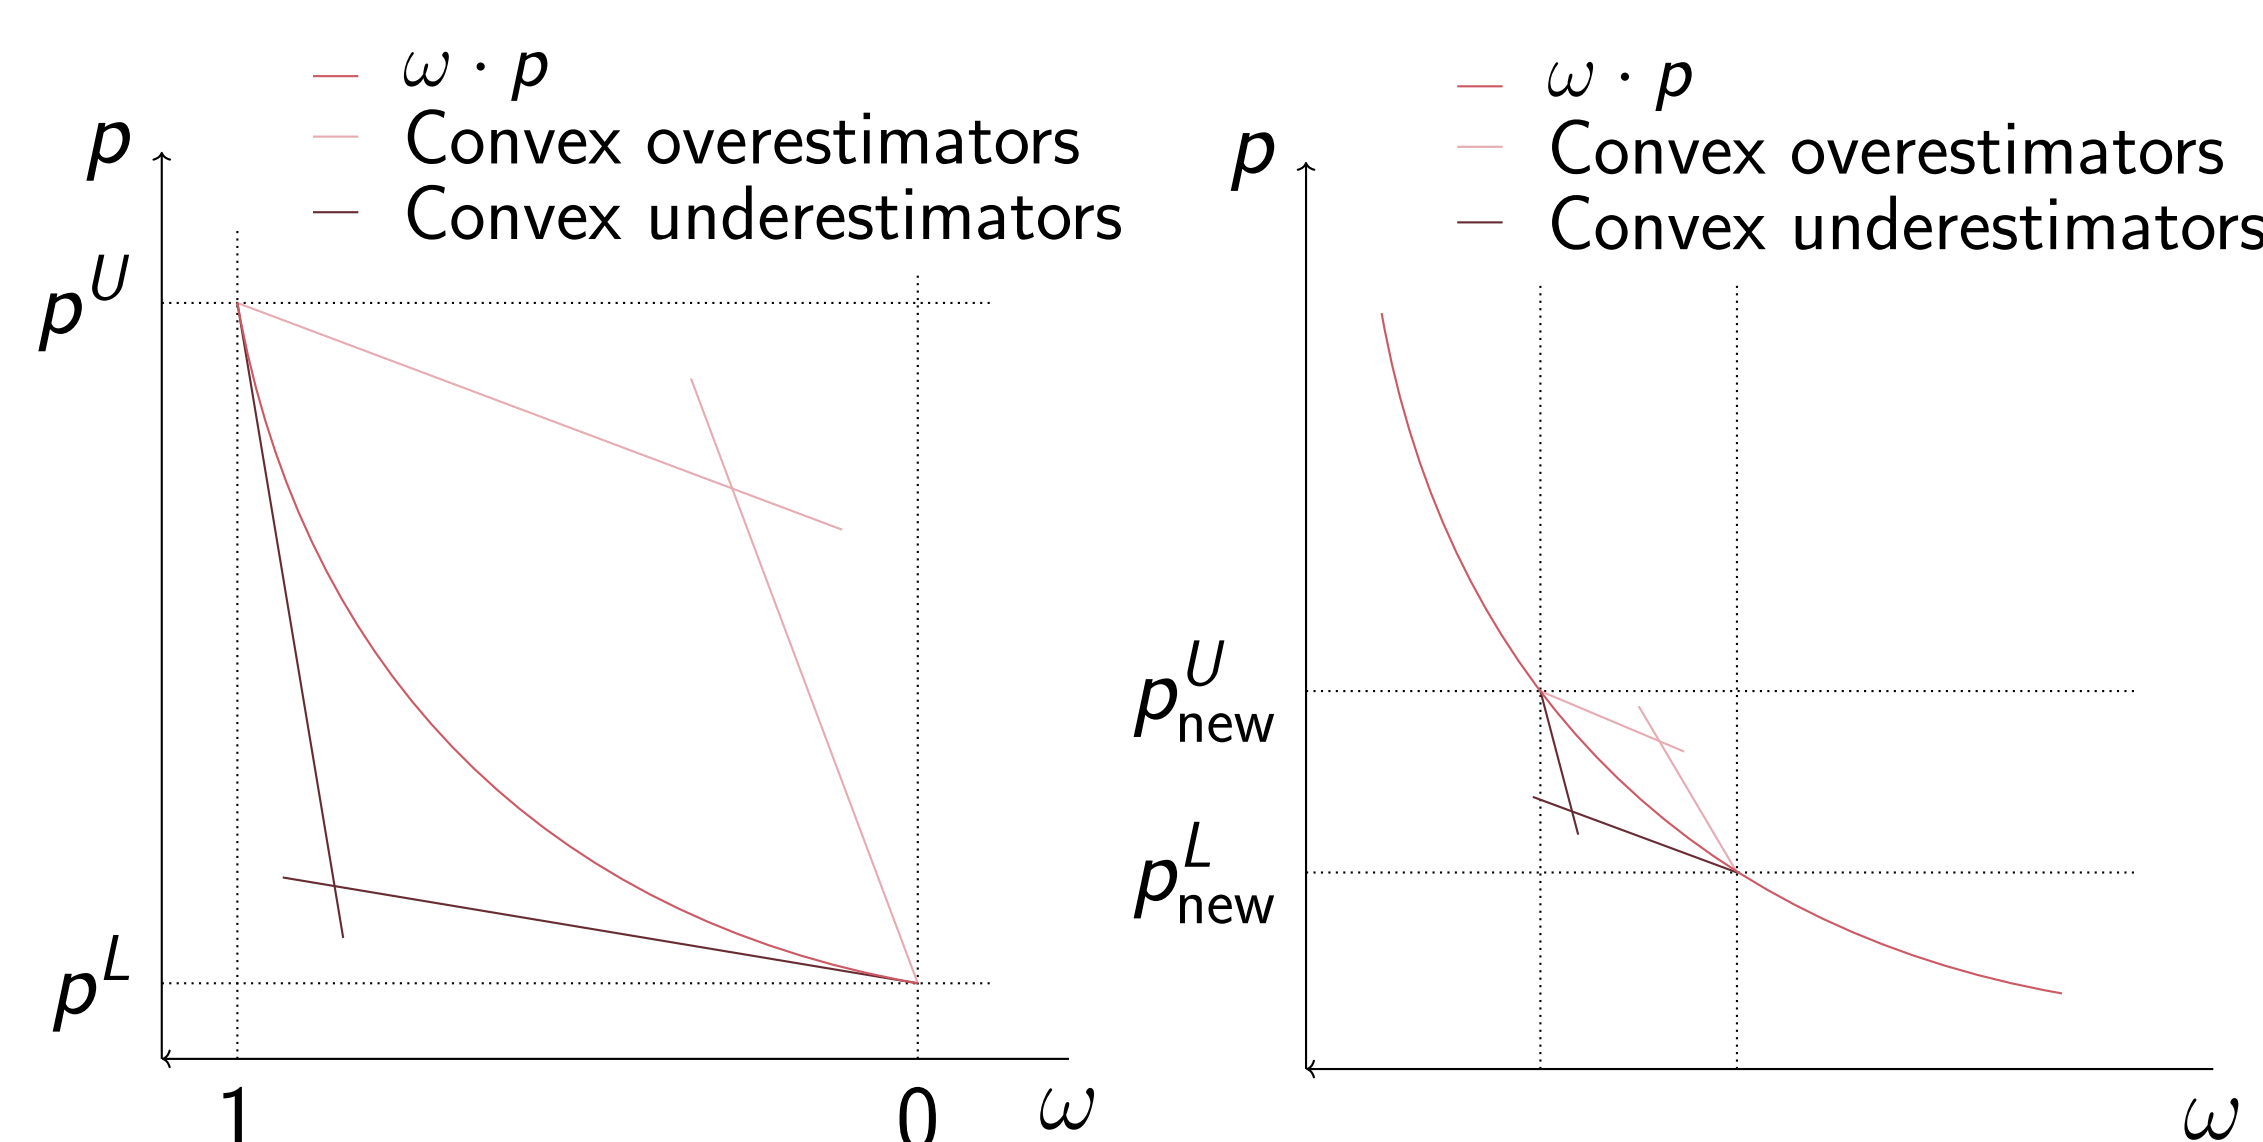 ω · p
Convex overestimators
Convex underestimators
p
p^U
p^L
1
0
ω
ω · p
Convex overestimators
Convex underestimators
p
p^U_new
p^L_new
ω